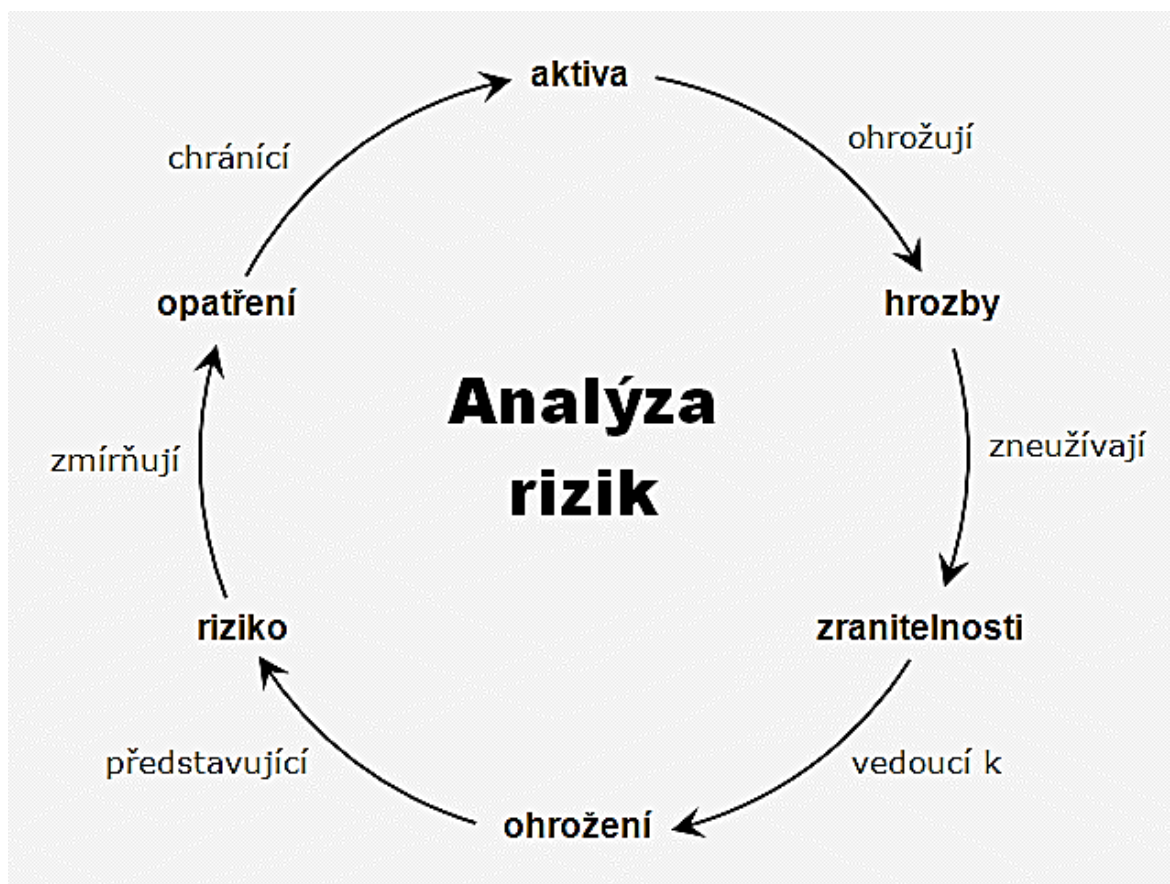 aktiva
ohrožují
hrozby
zneužívají
zranitelnosti
vedoucí k
ohrožení
představující
riziko
zmírňují
opatření
chránící
Analýza
rizik